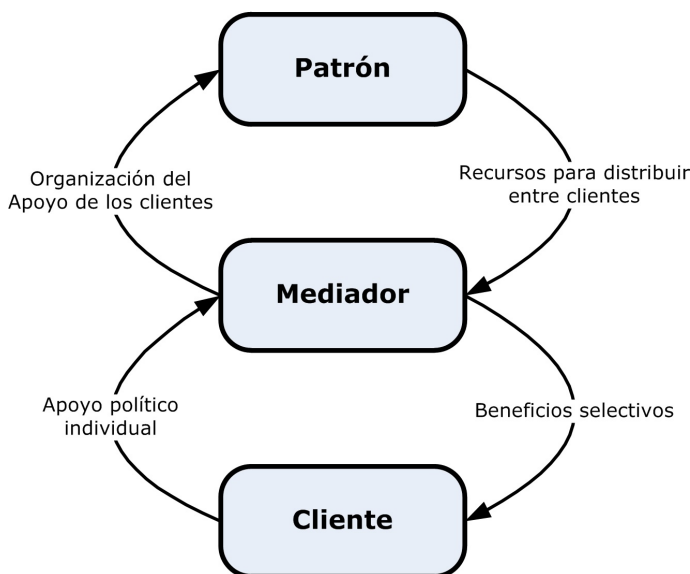 Patrón
Organización del
Apoyo de los clientes
Recursos para distribuir
entre clientes
Mediador
Apoyo político
individual
Beneficios selectivos
Cliente